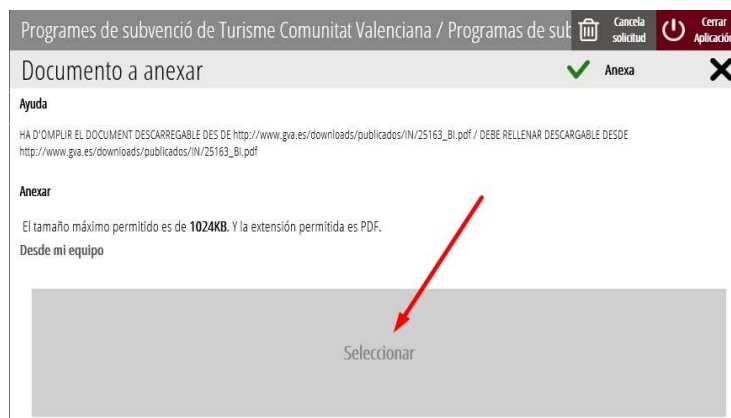 Programes de subvenció de Turisme Comunitat Valenciana / Programas de sub
Cancela
solicitud
Cerrar
Aplicación
Documento a anexar
Anexa
Ayuda
HA D'OMPLIR EL DOCUMENT DESCARREGABLE DES DE http://www.gva.es/downloads/publicados/IN/25163_BI.pdf / DEBE RELLENAR DESCARGABLE DESDE
http://www.gva.es/downloads/publicados/IN/25163_BI.pdf
Anexar
El tamaño máximo permitido es de 1024KB. Y la extensión permitida es PDF.
Desde mi equipo
Seleccionar